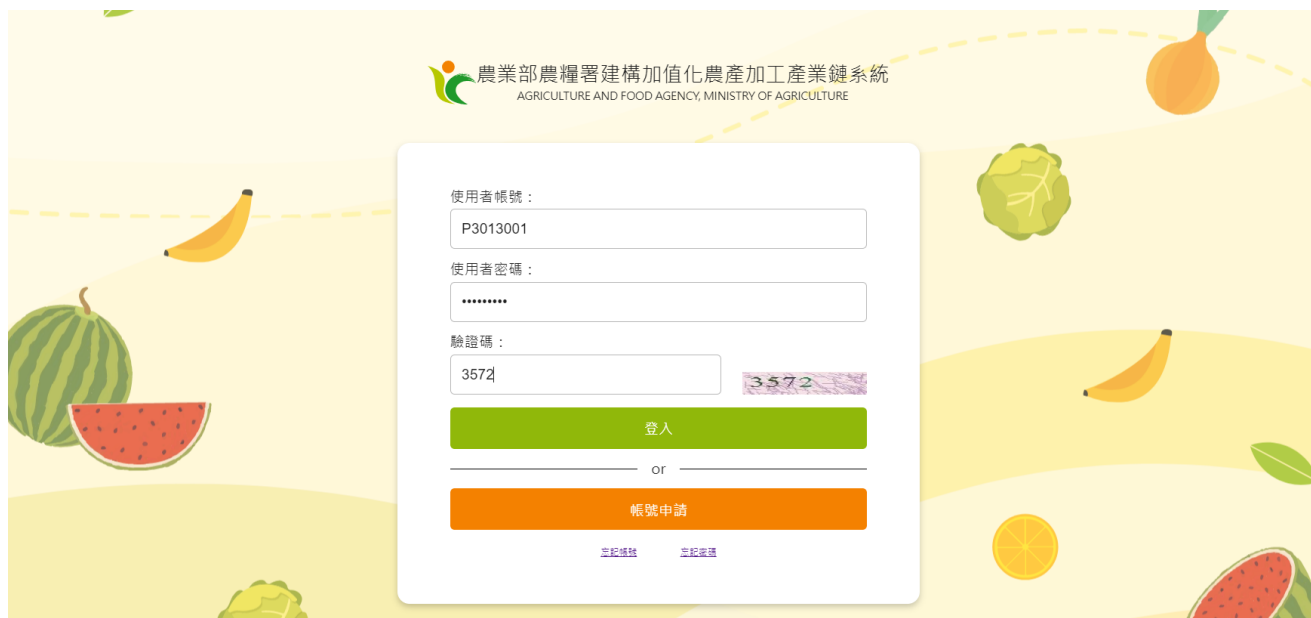 農業部農糧署建構加值化農產加工產業鏈系統
AGRICULTURE AND FOOD AGENCY, MINISTRY OF AGRICULTURE
使用者帳號：
P3013001
使用者密碼：
•••••••••
驗證碼：
3572
3572
登入
or
帳號申請
忘記帳號 忘記密碼